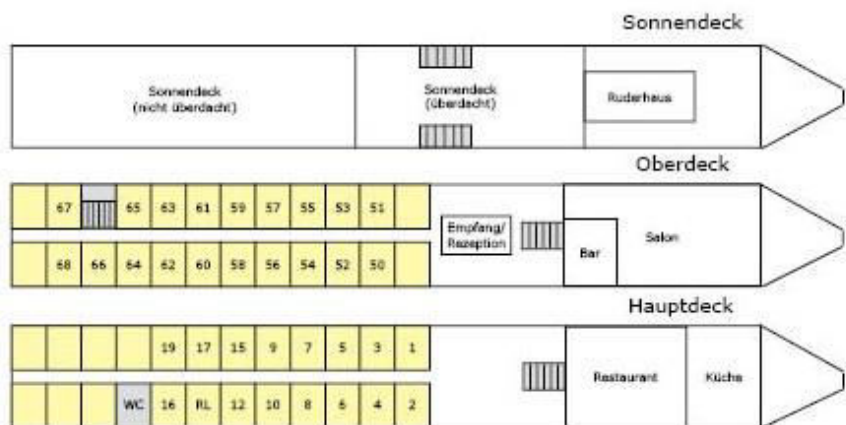 Sonnendeck
Sonnendeck
(nicht überdacht)
Sonnendeck
(überdacht)
Ruderhaus
Oberdeck
67 65 63 61 59 57 55 53 51
Empfang/
Rezeption
Bar
Salon
68 66 64 62 60 58 56 54 52 50
Hauptdeck
19 17 15 9 7 5 3 1
Restaurant
Küche
WC 16 RL 12 10 8 6 4 2